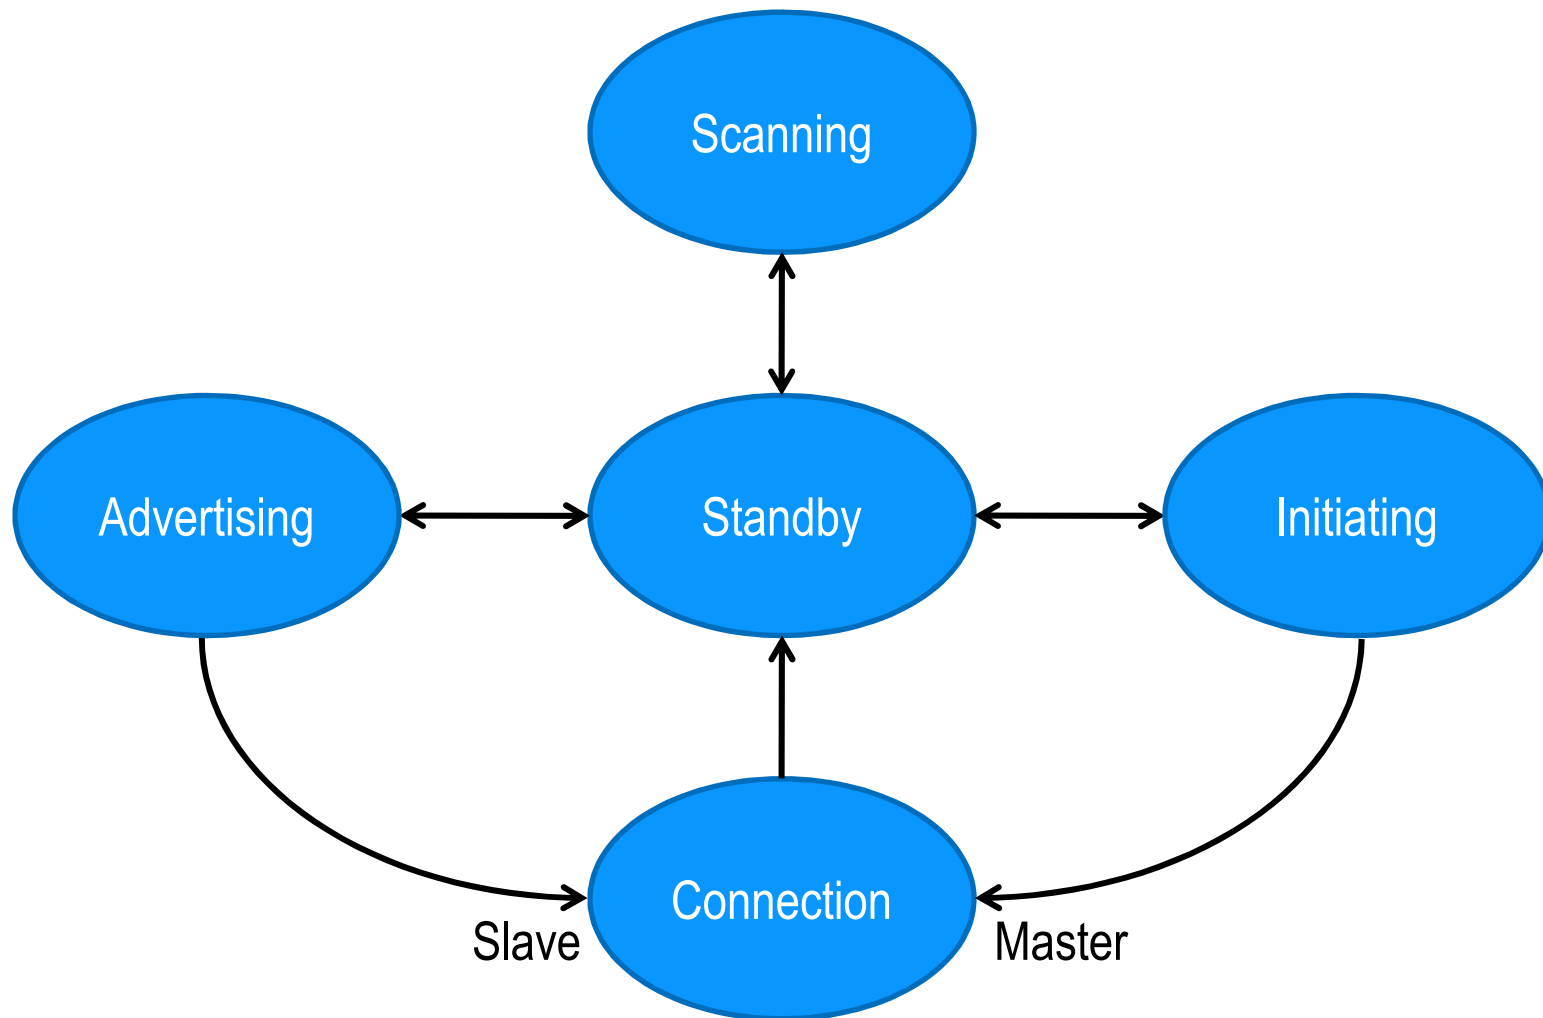 Scanning
Advertising
Standby
Initiating
Connection
Slave
Master